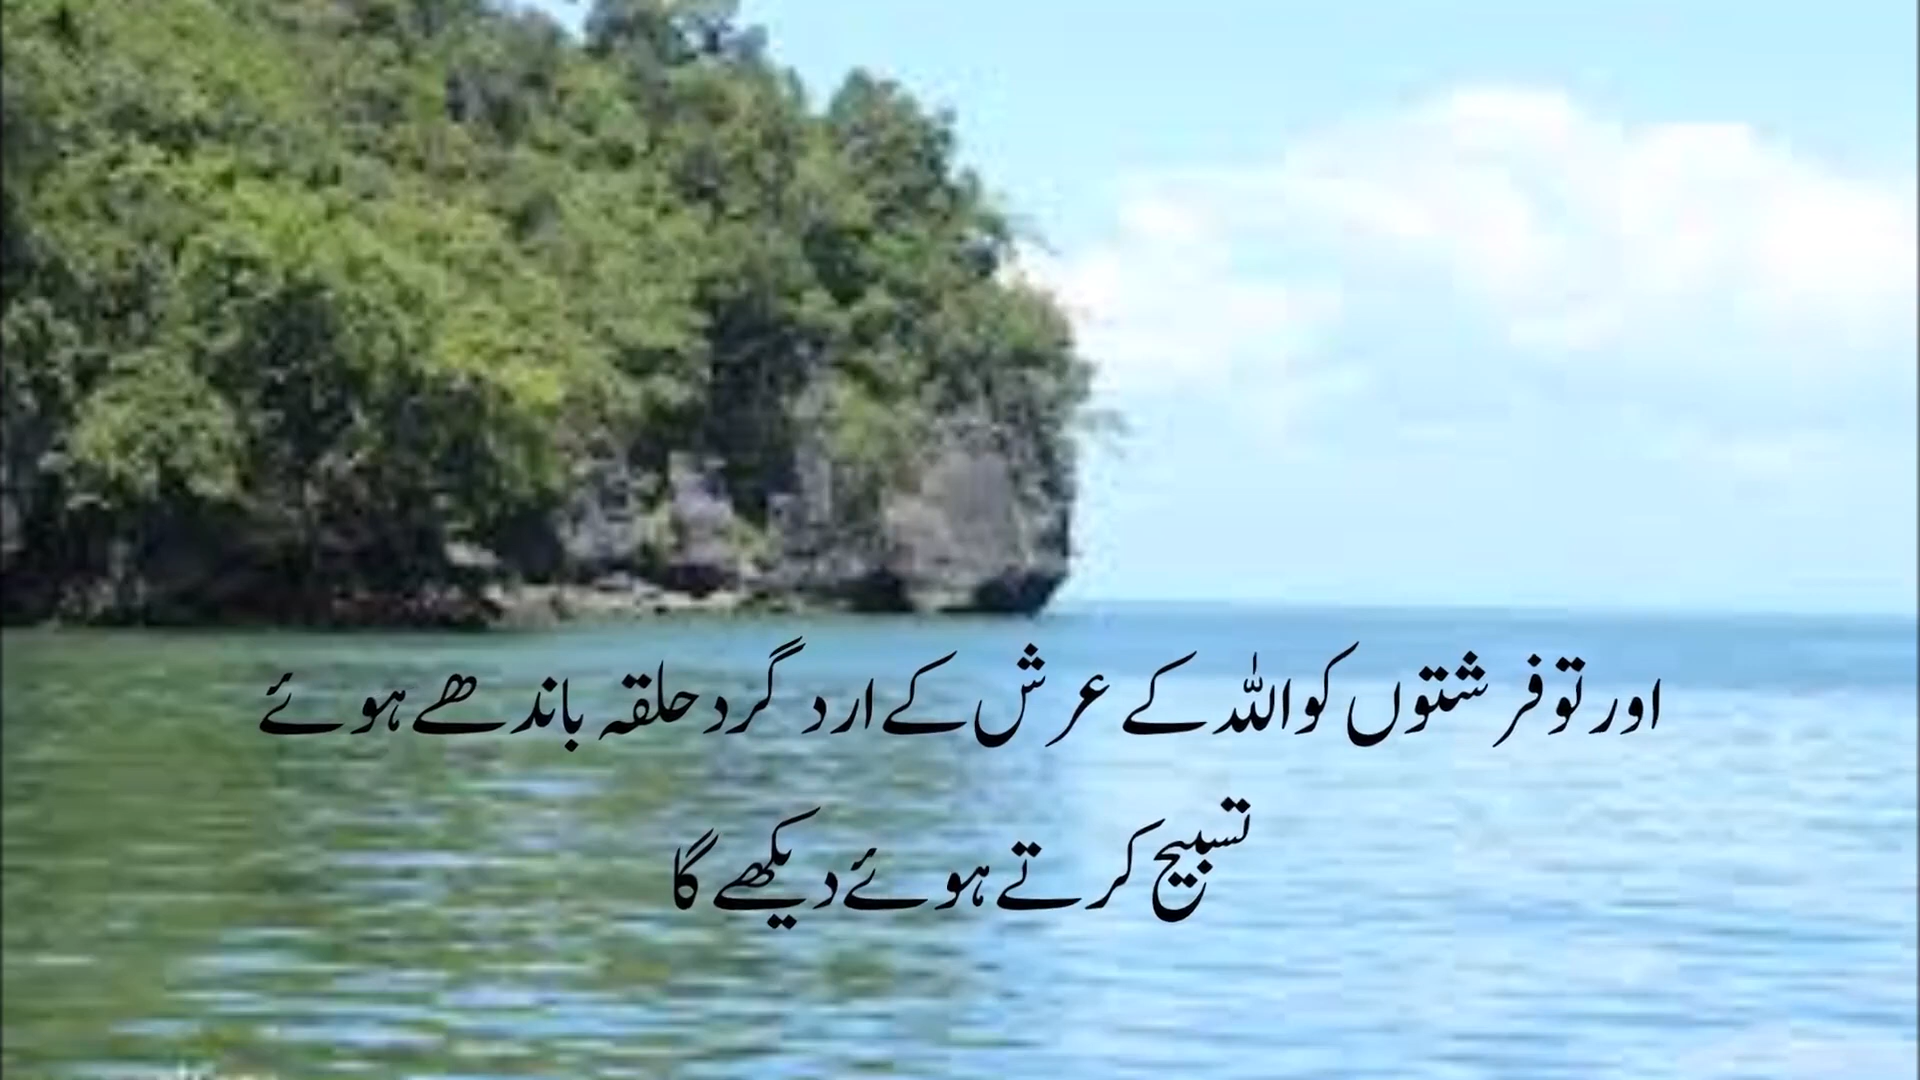 اور تو فرشتوں کو اللہ کے عرش کے ارد گرد حلقہ باندھے ہوئے
تسبیح کرتے ہوئے دیکھے گا